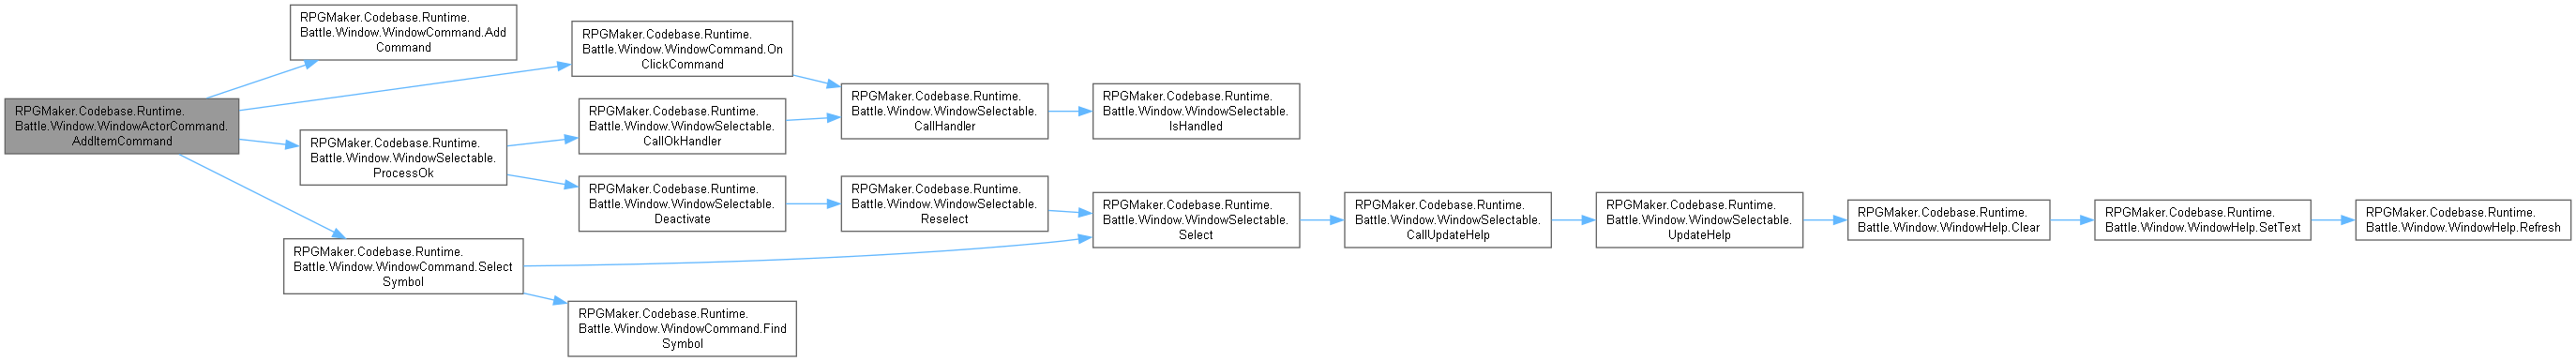 RPGMaker.Codebase.Runtime.
Battle.Window.WindowActorCommand.
AddItemCommand
RPGMaker.Codebase.Runtime.
Battle.Window.WindowCommand.Add
Command
RPGMaker.Codebase.Runtime.
Battle.Window.WindowCommand.On
ClickCommand
RPGMaker.Codebase.Runtime.
Battle.Window.WindowSelectable.
CallHandler
RPGMaker.Codebase.Runtime.
Battle.Window.WindowSelectable.
IsHandled
RPGMaker.Codebase.Runtime.
Battle.Window.WindowSelectable.
ProcessOk
RPGMaker.Codebase.Runtime.
Battle.Window.WindowSelectable.
CallOkHandler
RPGMaker.Codebase.Runtime.
Battle.Window.WindowSelectable.
Deactivate
RPGMaker.Codebase.Runtime.
Battle.Window.WindowSelectable.
Reselect
RPGMaker.Codebase.Runtime.
Battle.Window.WindowSelectable.
Select
RPGMaker.Codebase.Runtime.
Battle.Window.WindowSelectable.
CallUpdateHelp
RPGMaker.Codebase.Runtime.
Battle.Window.WindowSelectable.
UpdateHelp
RPGMaker.Codebase.Runtime.
Battle.Window.WindowHelp.Clear
RPGMaker.Codebase.Runtime.
Battle.Window.WindowHelp.SetText
RPGMaker.Codebase.Runtime.
Battle.Window.WindowHelp.Refresh
RPGMaker.Codebase.Runtime.
Battle.Window.WindowCommand.Select
Symbol
RPGMaker.Codebase.Runtime.
Battle.Window.WindowCommand.Find
Symbol